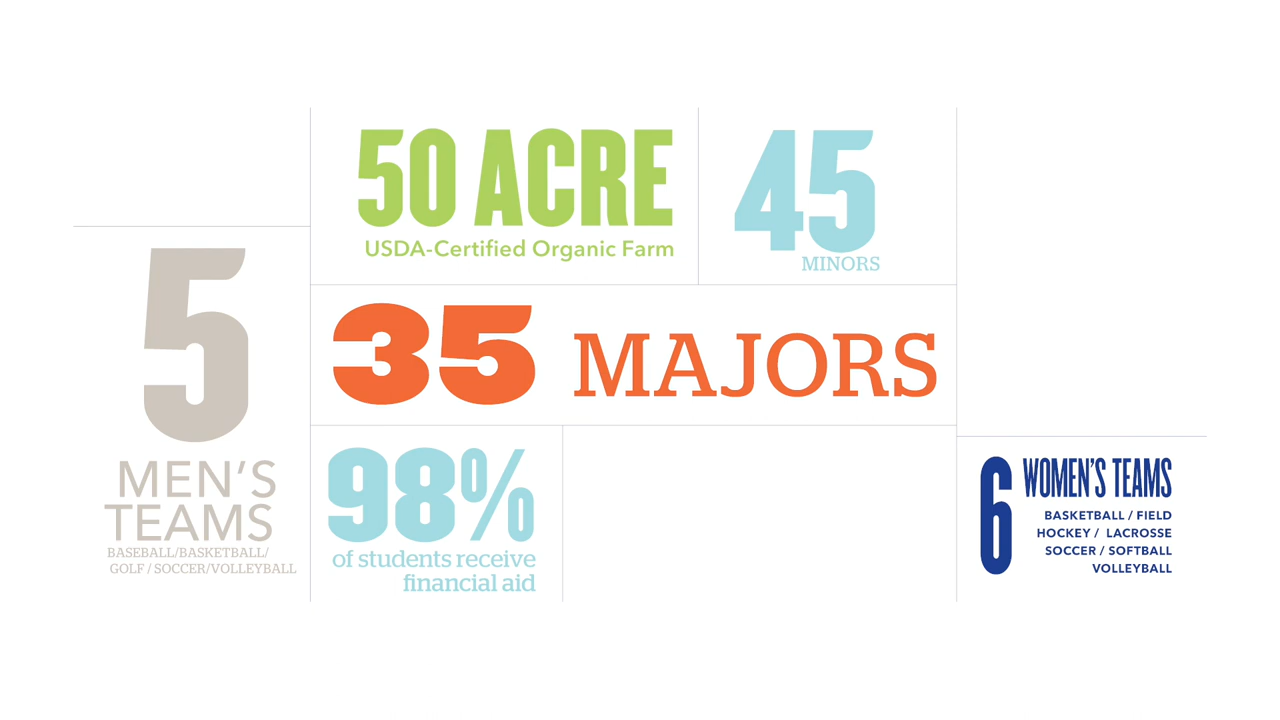 50 ACRE
USDA-Certified Organic Farm
45
MINORS
5
MEN'S
TEAMS
BASEBALL/BASKETBALL/
GOLF / SOCCER/VOLLEYBALL
35 MAJORS
98%
of students receive
financial aid
6 WOMEN'S TEAMS
BASKETBALL / FIELD
HOCKEY / LACROSSE
SOCCER / SOFTBALL
VOLLEYBALL